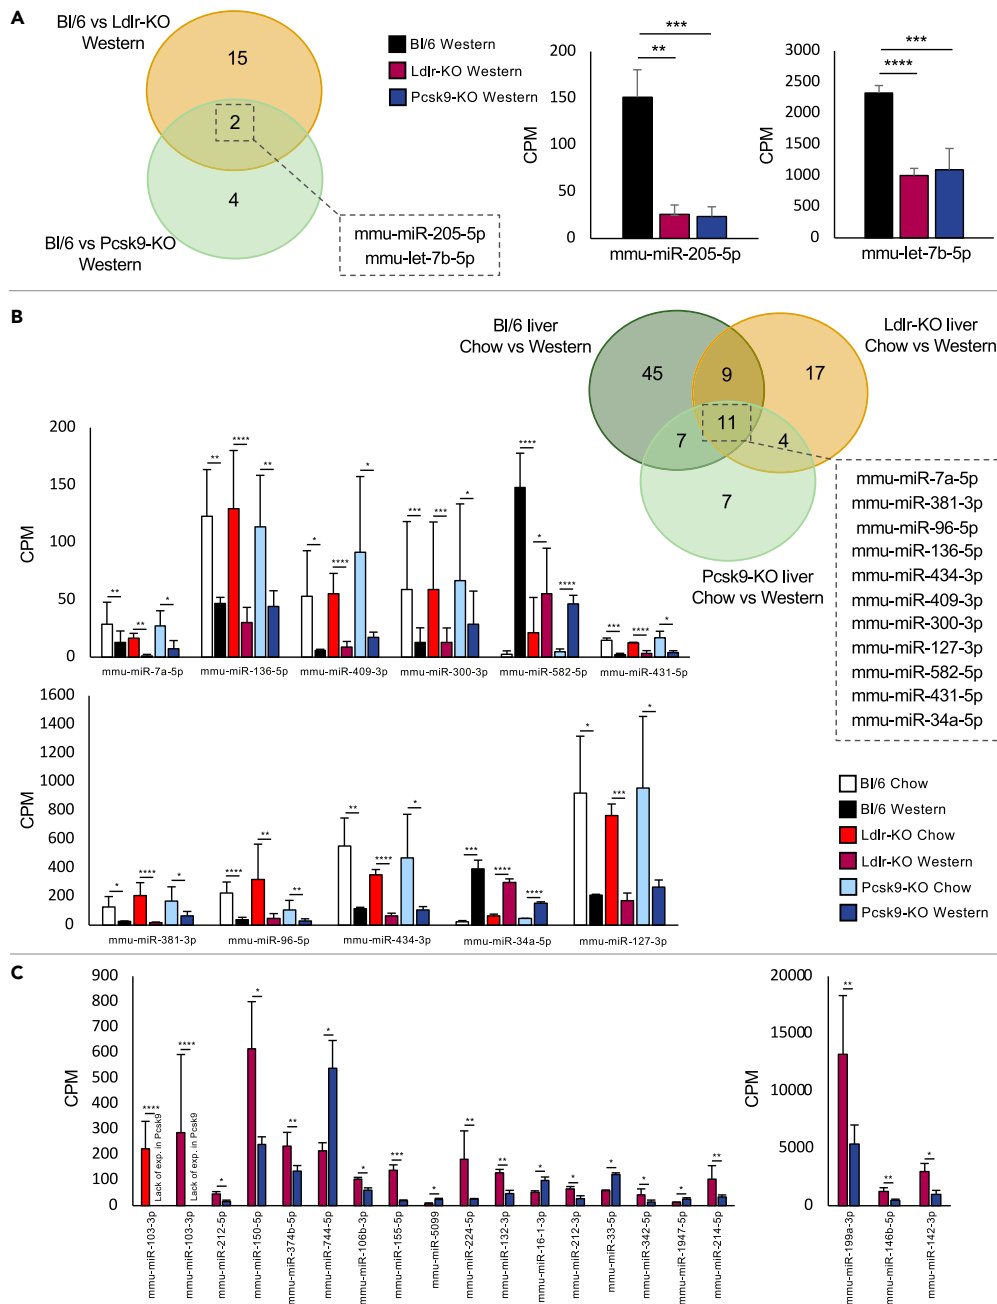 A
Bl/6 vs Ldlr-KO
Western
15
2
4
Bl/6 vs Pcsk9-KO
Western
mmu-miR-205-5p
mmu-let-7b-5p
Bl/6 Western
Ldlr-KO Western
Pcsk9-KO Western
CPM
200
150
100
50
0
***
**
mmu-miR-205-5p
CPM
3000
2500
2000
1500
1000
500
0
***
****
mmu-let-7b-5p
B
Bl/6 liver
Chow vs Western
Ldlr-KO liver
Chow vs Western
45
9
17
11
7
4
7
Pcsk9-KO liver
Chow vs Western
mmu-miR-7a-5p
mmu-miR-381-3p
mmu-miR-96-5p
mmu-miR-136-5p
mmu-miR-434-3p
mmu-miR-409-3p
mmu-miR-300-3p
mmu-miR-127-3p
mmu-miR-582-5p
mmu-miR-431-5p
mmu-miR-34a-5p
CPM
200
150
100
50
0
** ** *
** **** **
* **** *
*** *** *
**** * ****
*** **** *
mmu-miR-7a-5p
mmu-miR-136-5p
mmu-miR-409-3p
mmu-miR-300-3p
mmu-miR-582-5p
mmu-miR-431-5p
CPM
1600
1400
1200
1000
800
600
400
200
0
* **** *
**** ** **
** **** *
*** **** ****
* *** *
mmu-miR-381-3p
mmu-miR-96-5p
mmu-miR-434-3p
mmu-miR-34a-5p
mmu-miR-127-3p
Bl/6 Chow
Bl/6 Western
Ldlr-KO Chow
Ldlr-KO Western
Pcsk9-KO Chow
Pcsk9-KO Western
C
CPM
900
800
700
600
500
400
300
200
100
0
****
Lack of exp. in Pcsk9
****
Lack of exp. in Pcsk9
*
*
**
*
*
***
*
**
**
*
*
*
*
*
**
mmu-miR-103-3p
mmu-miR-103-3p
mmu-miR-212-5p
mmu-miR-150-5p
mmu-miR-374b-5p
mmu-miR-744-5p
mmu-miR-106b-3p
mmu-miR-155-5p
mmu-miR-5099
mmu-miR-224-5p
mmu-miR-132-3p
mmu-miR-16-1-3p
mmu-miR-212-3p
mmu-miR-33-5p
mmu-miR-342-5p
mmu-miR-1947-5p
mmu-miR-214-5p
CPM
20000
15000
10000
5000
0
**
**
*
mmu-miR-199a-3p
mmu-miR-146b-5p
mmu-miR-142-3p